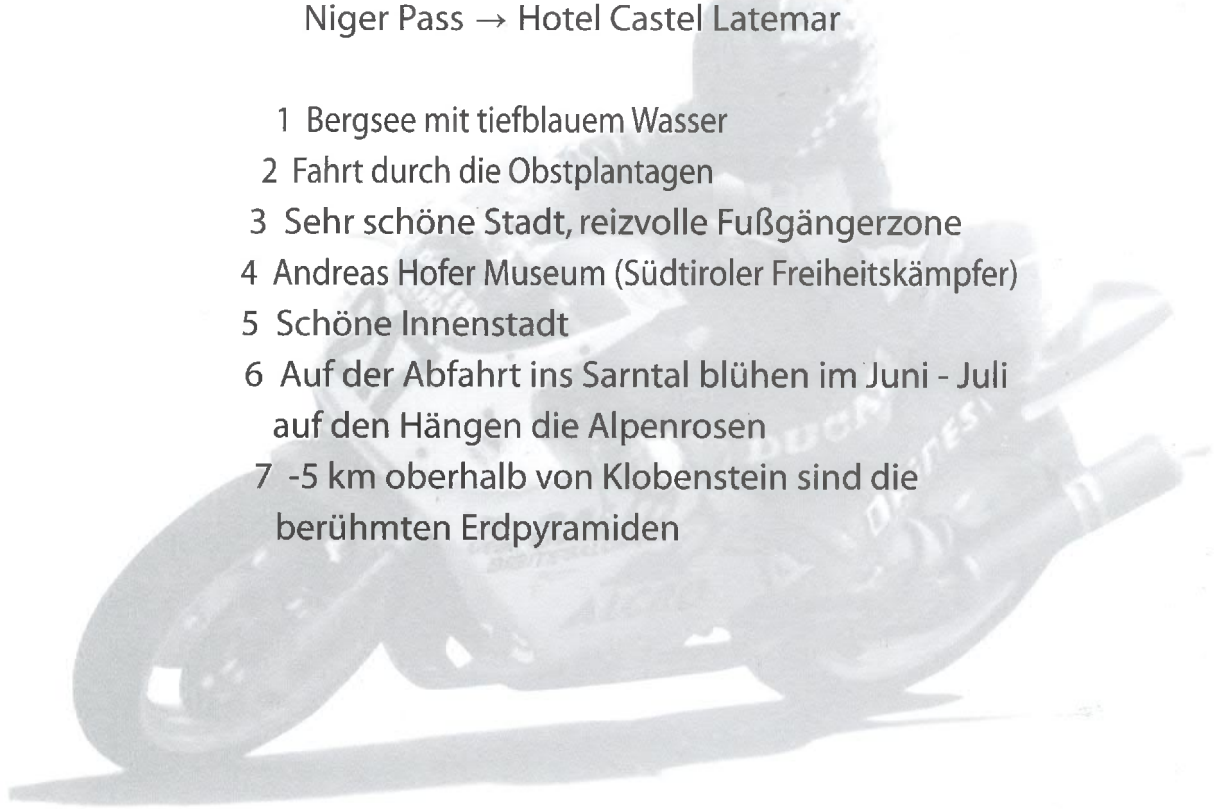 Niger Pass → Hotel Castel Latemar
1 Bergsee mit tiefblauem Wasser
2 Fahrt durch die Obstplantagen
3 Sehr schöne Stadt, reizvolle Fußgängerzone
4 Andreas Hofer Museum (Südtiroler Freiheitskämpfer)
5 Schöne Innenstadt
6 Auf der Abfahrt ins Sarntal blühen im Juni - Juli
auf den Hängen die Alpenrosen
7 -5 km oberhalb von Klobenstein sind die
berühmten Erdpyramiden
DUCATI